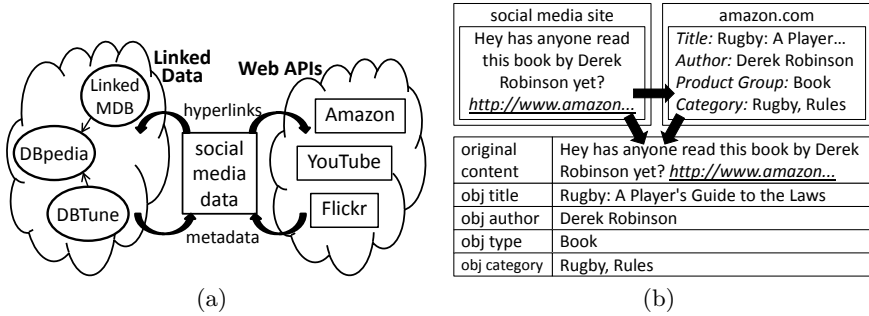 Linked
Data
Web APIs
Linked
MDB
DBpedia
DBTune
hyperlinks
social
media
data
metadata
Amazon
YouTube
Flickr
(a)
social media site
Hey has anyone read
this book by Derek
Robinson yet?
http://www.amazon...
amazon.com
Title: Rugby: A Player...
Author: Derek Robinson
Product Group: Book
Category: Rugby, Rules
original
content
Hey has anyone read this book by Derek
Robinson yet? http://www.amazon...
obj title
Rugby: A Player's Guide to the Laws
obj author
Derek Robinson
obj type
Book
obj category
Rugby, Rules
(b)